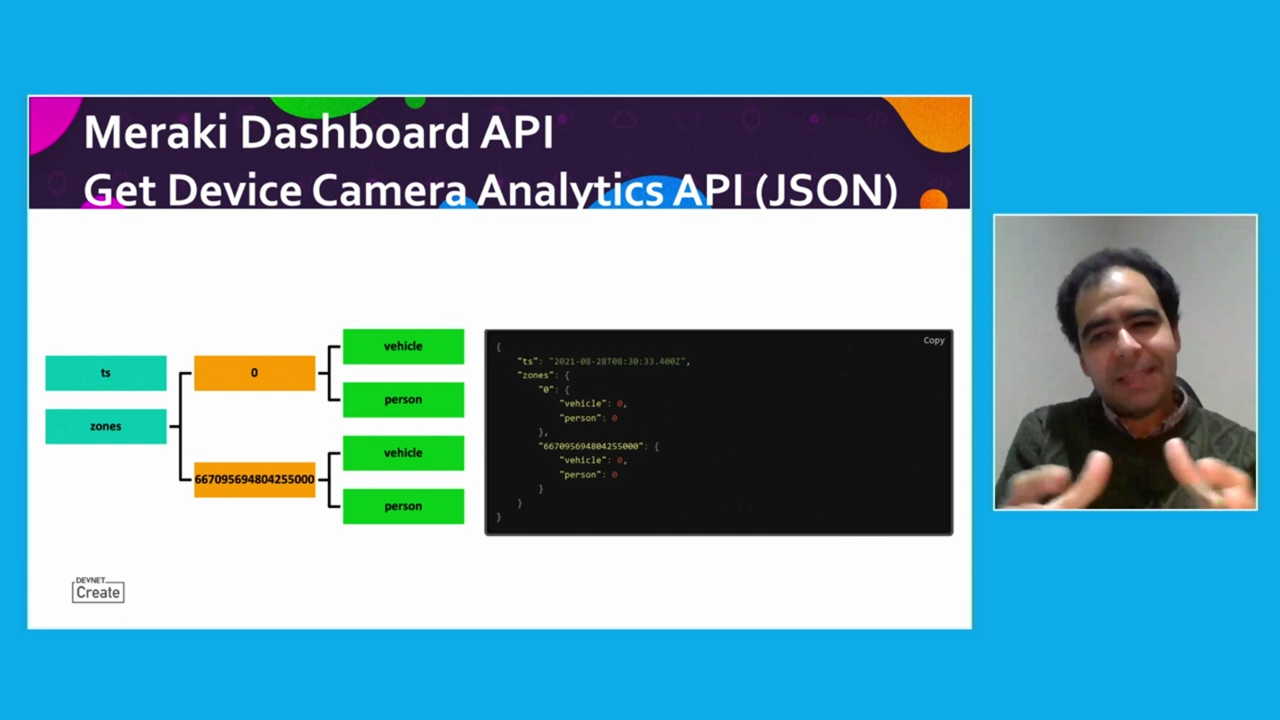 Meraki Dashboard API
Get Device Camera Analytics API (JSON)
ts
zones
0
667095694804255000
vehicle
person
vehicle
person
Copy
{
"ts": "2021-08-28T08:30:33.400Z",
"zones": {
"0": {
"vehicle": 0,
"person": 0
},
"667095694804255000": {
"vehicle": 0,
"person": 0
}
}
}
DEVNET
Create